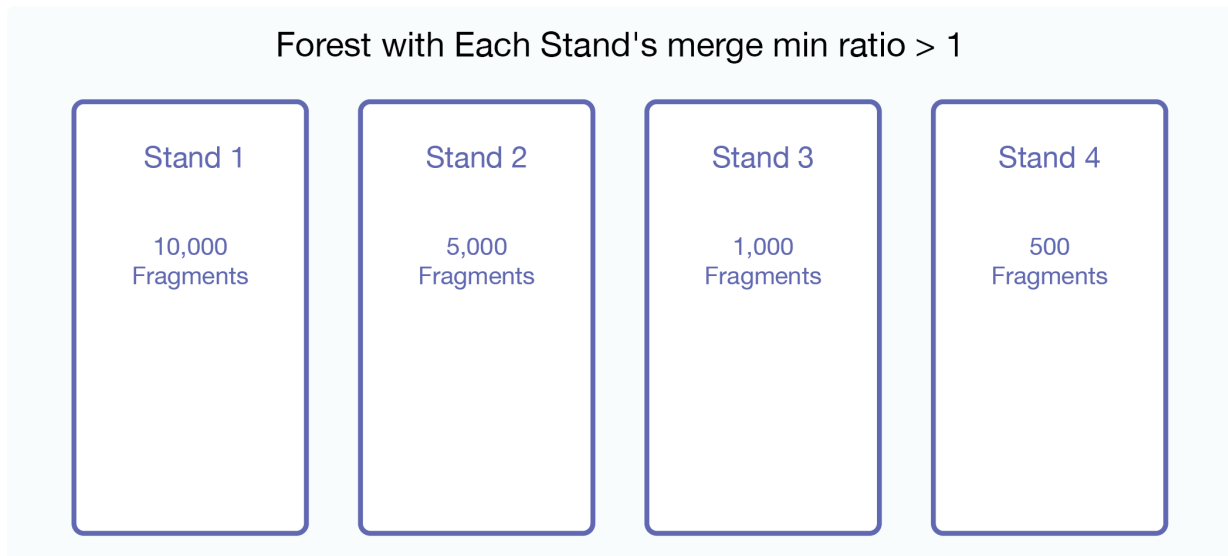 Forest with Each Stand's merge min ratio > 1
Stand 1
10,000
Fragments
Stand 2
5,000
Fragments
Stand 3
1,000
Fragments
Stand 4
500
Fragments